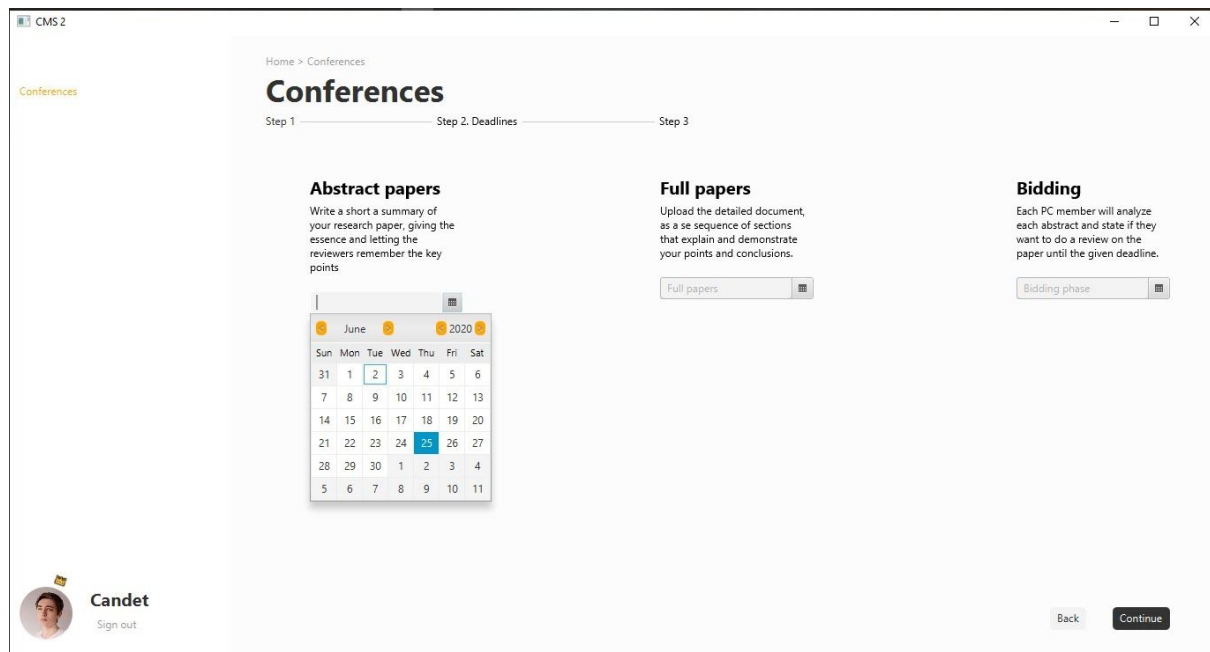 CMS 2
Conferences
Home > Conferences
Conferences
Step 1
Step 2. Deadlines
Step 3
Abstract papers
Write a short a summary of
your research paper, giving the
essence and letting the
reviewers remember the key
points
< June > < 2020 >
Sun Mon Tue Wed Thu Fri Sat
31 1 2 3 4 5 6
7 8 9 10 11 12 13
14 15 16 17 18 19 20
21 22 23 24 25 26 27
28 29 30 1 2 3 4
5 6 7 8 9 10 11
Full papers
Upload the detailed document,
as a se sequence of sections
that explain and demonstrate
your points and conclusions.
Full papers
Bidding
Each PC member will analyze
each abstract and state if they
want to do a review on the
paper until the given deadline.
Bidding phase
Candet
Sign out
Back
Continue